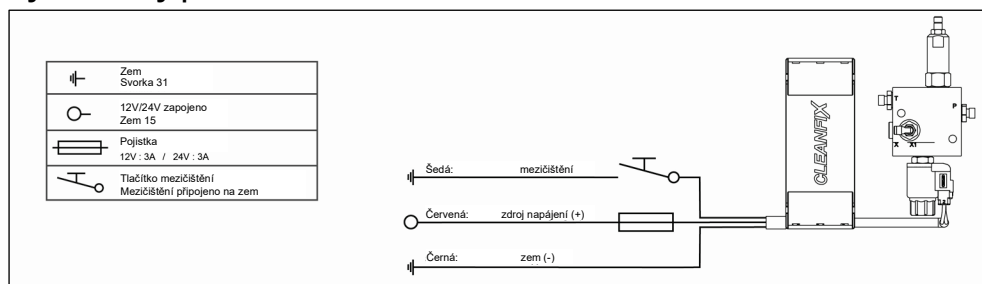 Zem
Svorka 31
12V/24V zapojeno
Zem 15
Pojistka
12V : 3A / 24V : 3A
Tlačítko mezičištění
Mezičištění připojeno na zem
Šedá: mezičištění
Červená: zdroj napájení (+)
Černá: zem (-)
CLEANFIX
T
P
X X1